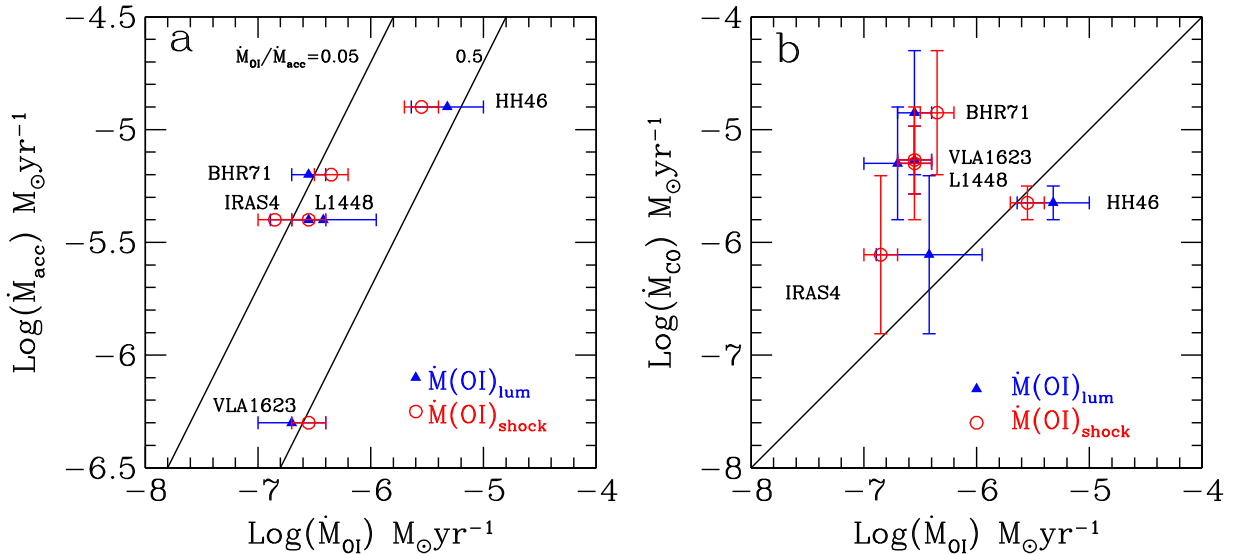 a
Ṁ_OI/Ṁ_acc=0.05
0.5
HH46
BHR71
IRAS4
L1448
VLA1623
Ṁ(OI)_lum
Ṁ(OI)_shock
−4.5
−5
−5.5
−6
−6.5
−8
−7
−6
−5
−4
Log(Ṁ_acc) M_⊙yr⁻¹
Log(Ṁ_OI) M_⊙yr⁻¹
b
BHR71
VLA1623
L1448
HH46
IRAS4
Ṁ(OI)_lum
Ṁ(OI)_shock
−4
−5
−6
−7
−8
−8
−7
−6
−5
−4
Log(Ṁ_CO) M_⊙yr⁻¹
Log(Ṁ_OI) M_⊙yr⁻¹